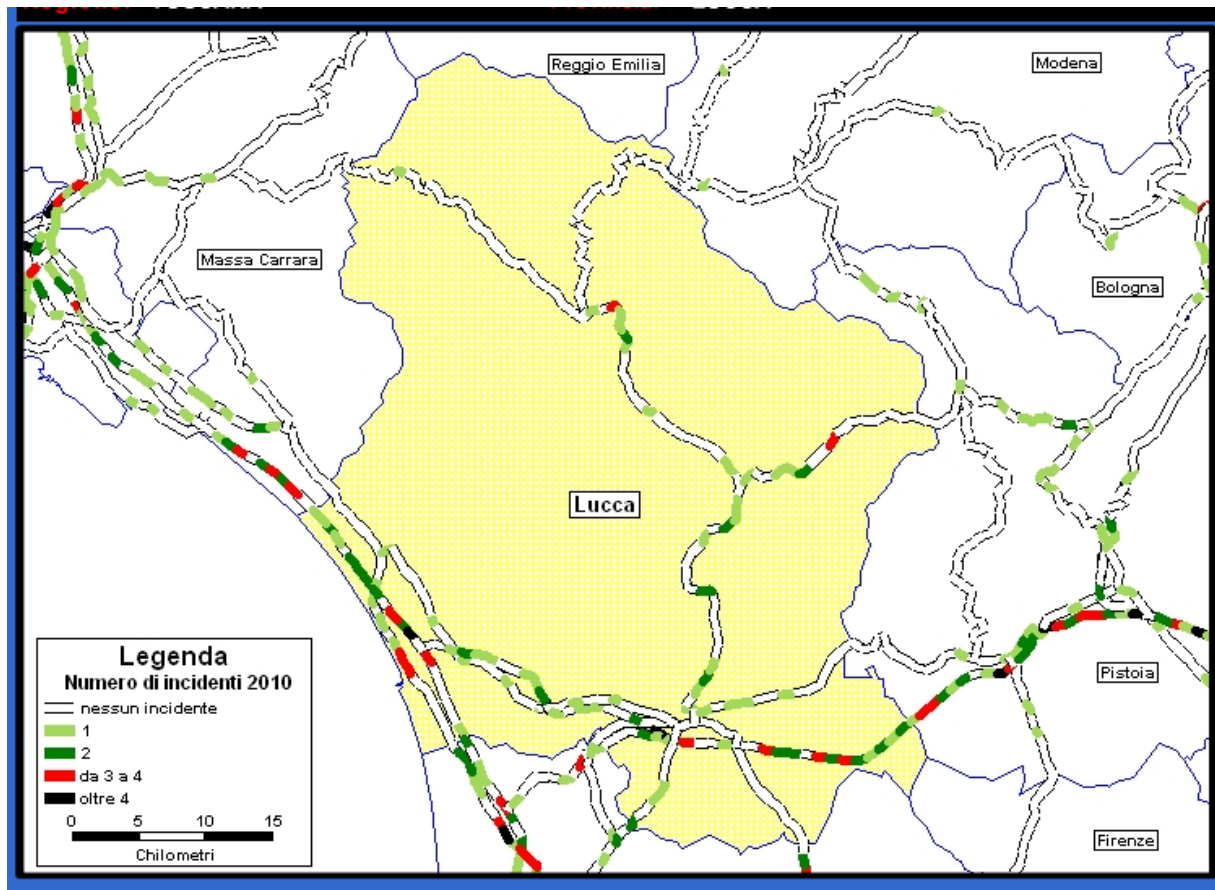 Reggio Emilia
Modena
Massa Carrara
Bologna
Lucca
Pistoia
Firenze
Legenda
Numero di incidenti 2010
nessun incidente
1
2
da 3 a 4
oltre 4
0 5 10 15
Chilometri